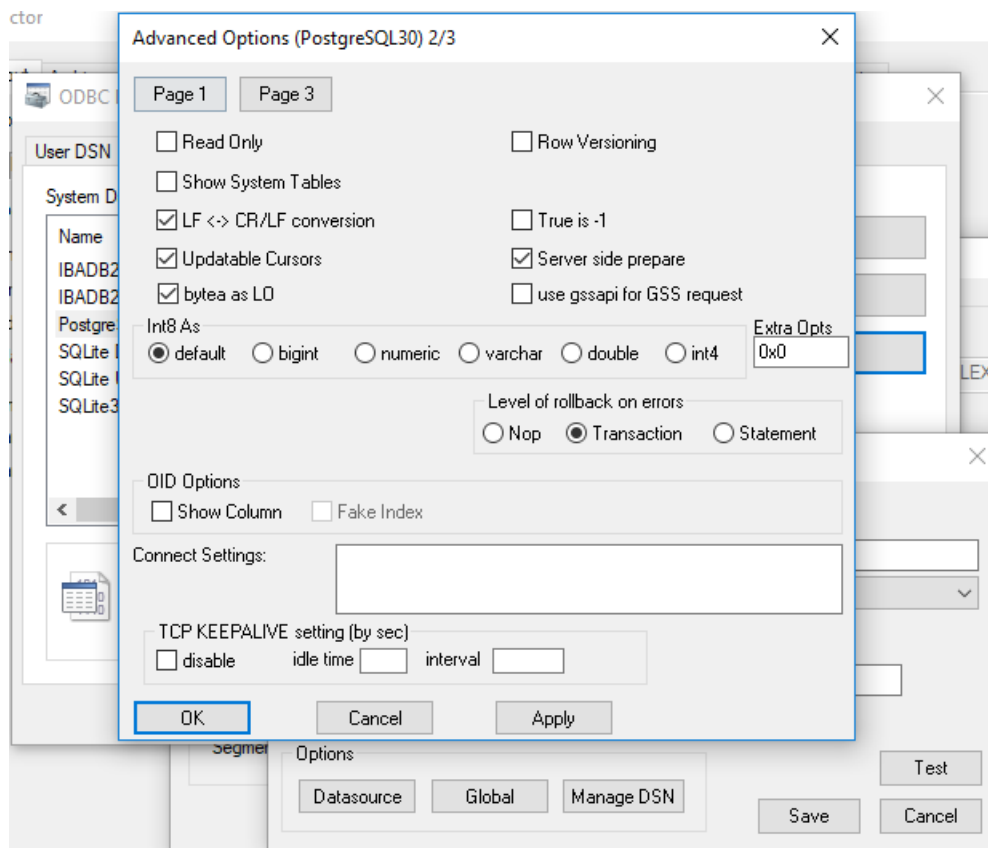 ctor
Advanced Options (PostgreSQL30) 2/3
ODBC
Page 1 Page 3
User DSN
Read Only Row Versioning
Show System Tables
System D
LF <-> CR/LF conversion True is -1
Name
Updatable Cursors Server side prepare
IBADB2
bytea as LO use gssapi for GSS request
IBADB2
Int8 As Extra Opts
Postgre
default bigint numeric varchar double int4 0x0
SQLite
LEX
SQLite
SQLite3
Level of rollback on errors
Nop Transaction Statement
OID Options
Show Column Fake Index
Connect Settings:
TCP KEEPALIVE setting (by sec)
disable idle time interval
OK Cancel Apply
Segmer
Options
Test
Datasource Global Manage DSN
Save Cancel